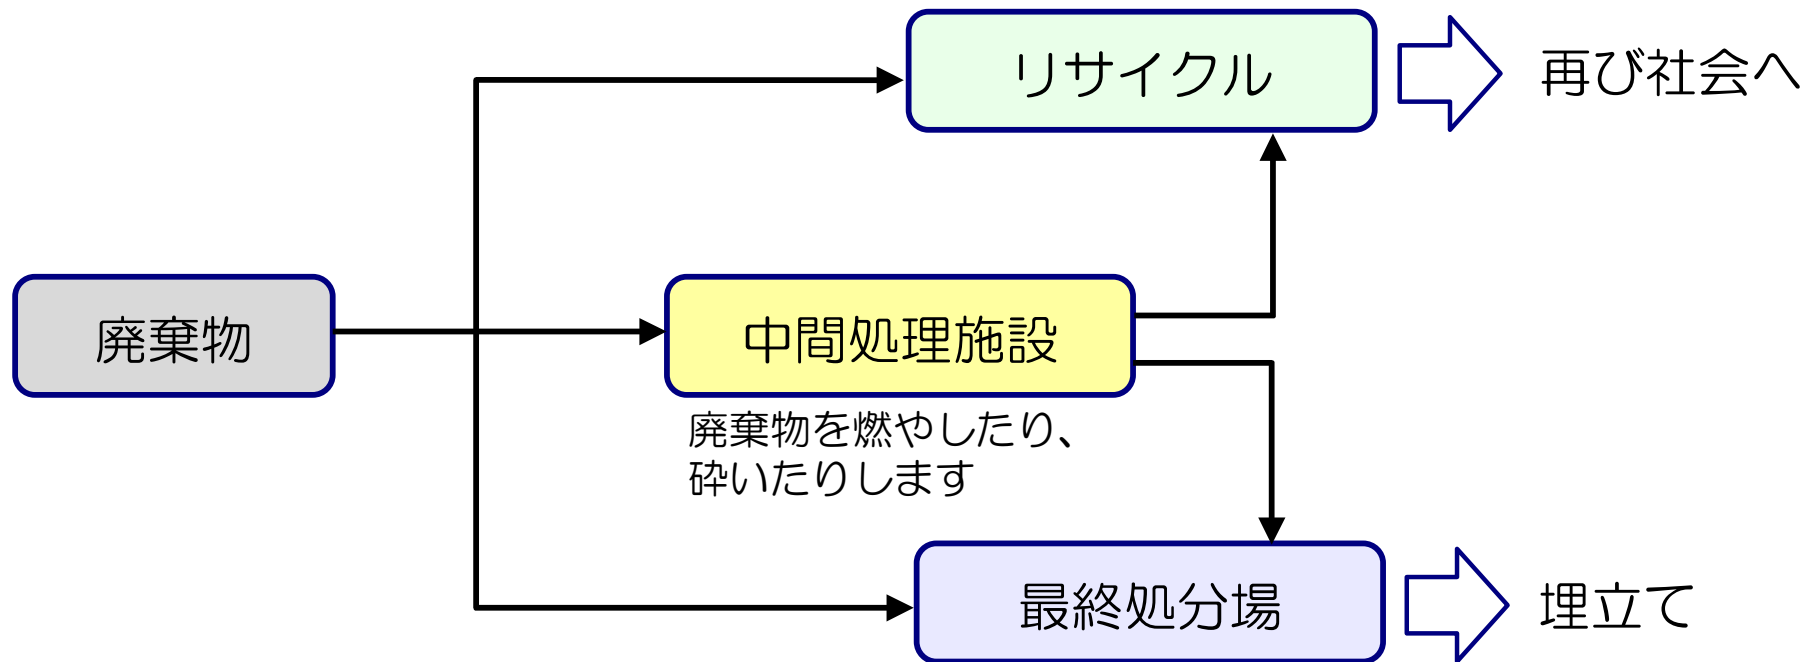 リサイクル
再び社会へ
廃棄物
中間処理施設
廃棄物を燃やしたり、
砕いたりします
最終処分場
埋立て